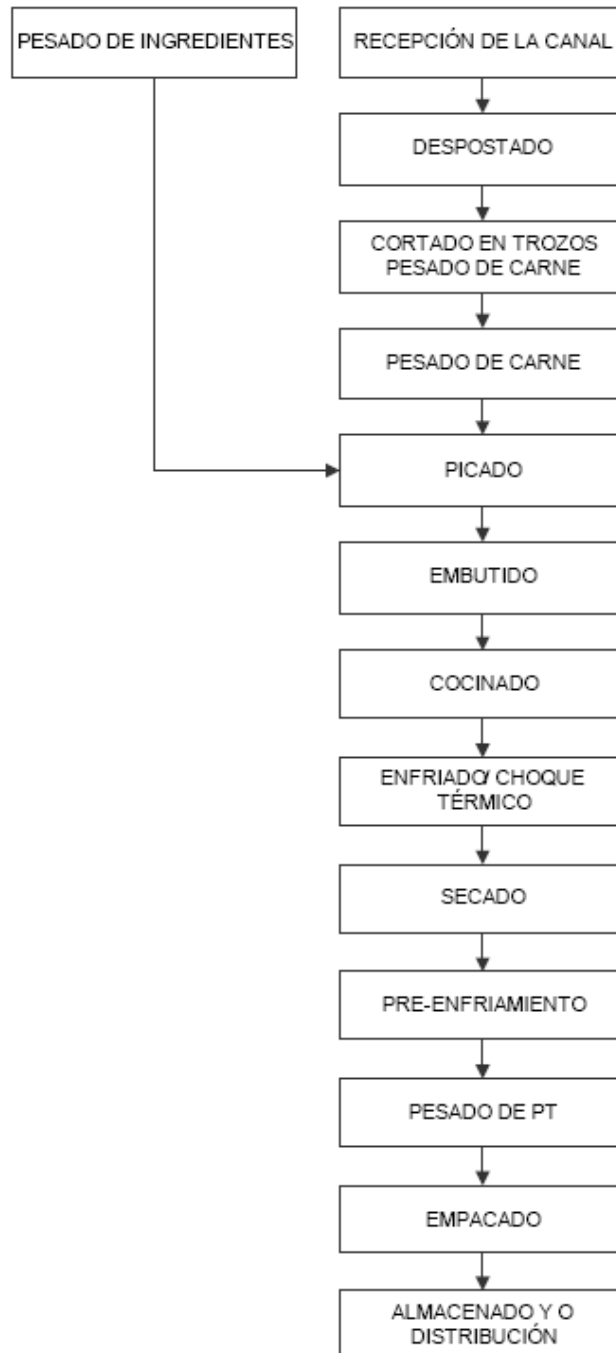 PESADO DE INGREDIENTES
RECEPCIÓN DE LA CANAL
DESPOSTADO
CORTADO EN TROZOS
PESADO DE CARNE
PESADO DE CARNE
PICADO
EMBUTIDO
COCINADO
ENFRIADO/ CHOQUE
TÉRMICO
SECADO
PRE-ENFRIAMIENTO
PESADO DE PT
EMPACADO
ALMACENADO Y O
DISTRIBUCIÓN